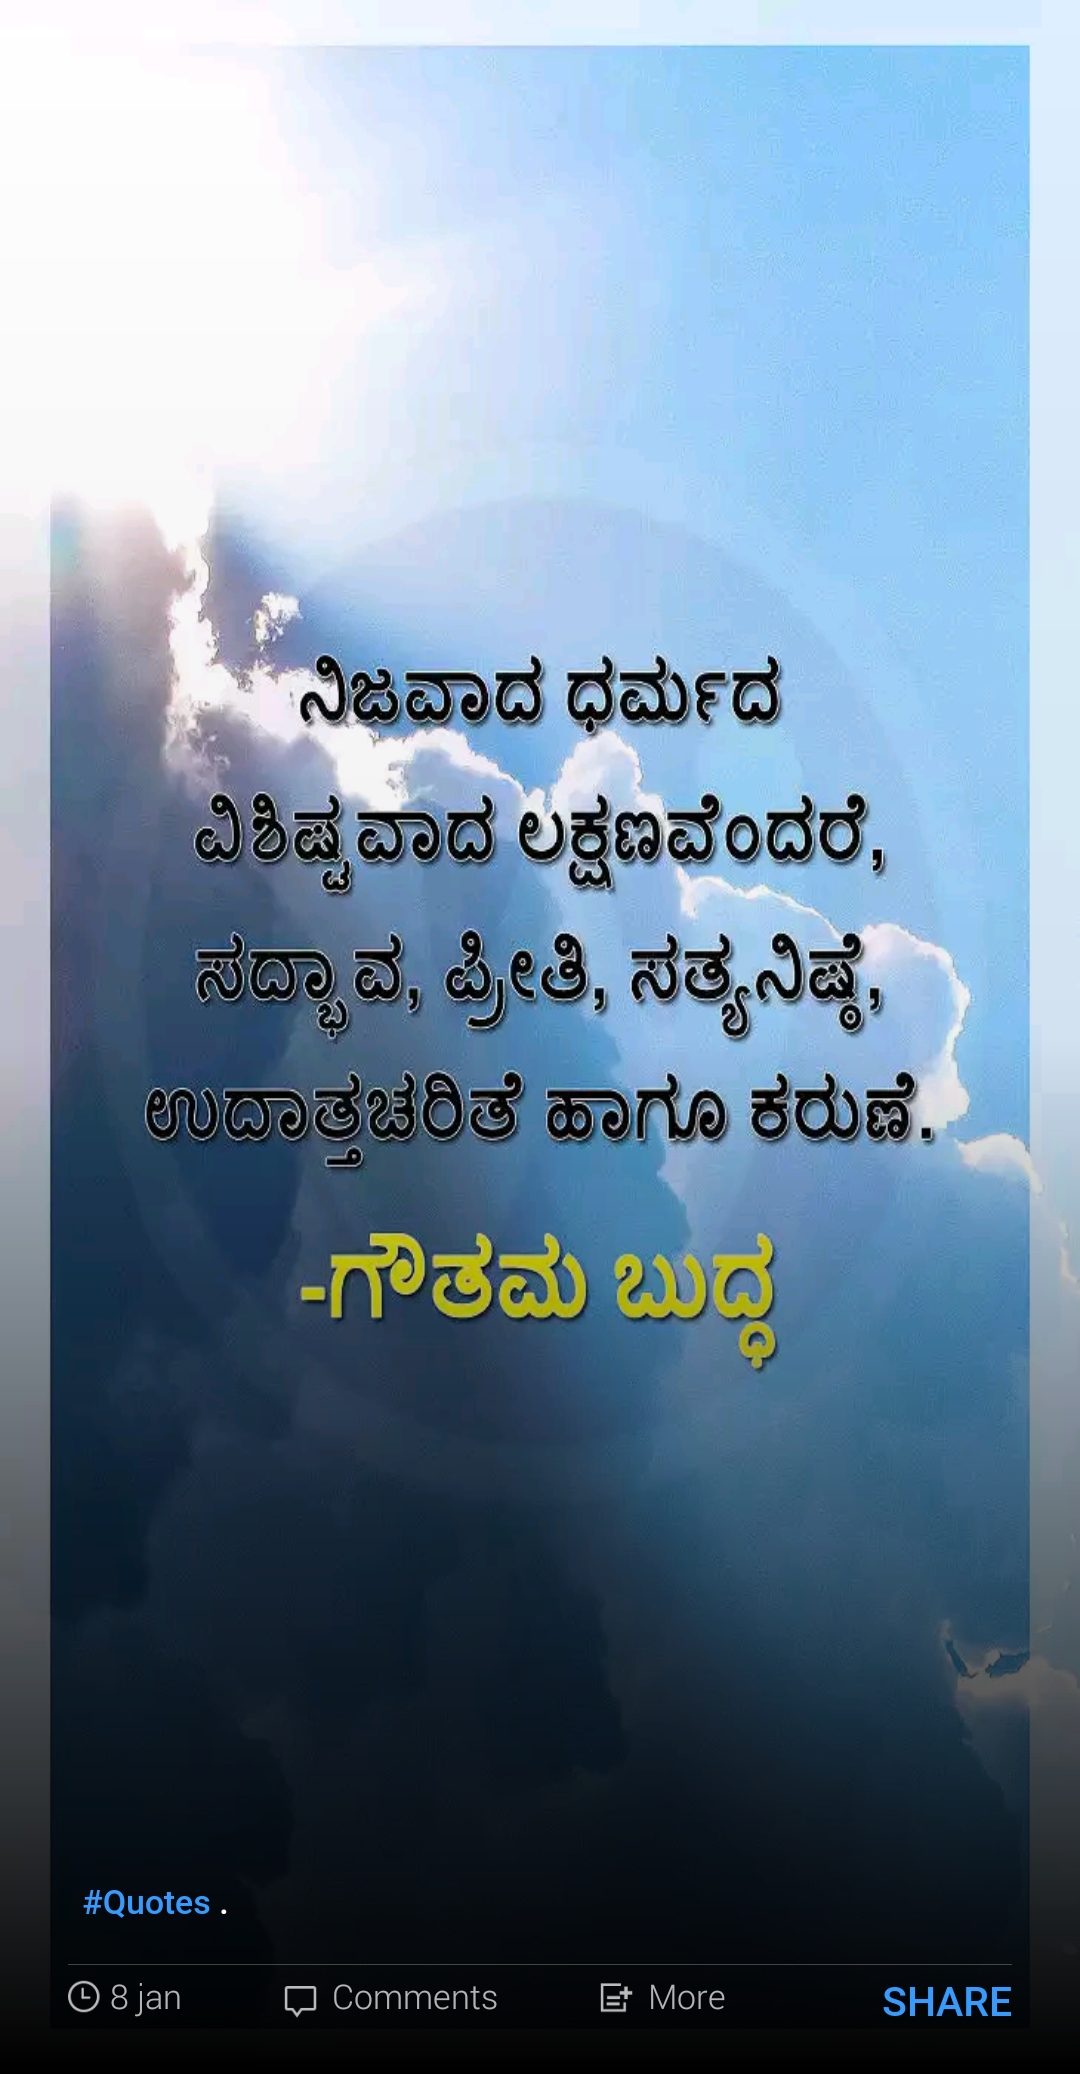 ನಿಜವಾದ ಧರ್ಮದ
ವಿಶಿಷ್ಟವಾದ ಲಕ್ಷಣವೆಂದರೆ,
ಸದ್ಭಾವ, ಪ್ರೀತಿ, ಸತ್ಯನಿಷ್ಠೆ,
ಉದಾತ್ತಚರಿತೆ ಹಾಗೂ ಕರುಣೆ.
-ಗೌತಮ ಬುದ್ಧ
#Quotes .
8 jan Comments More SHARE